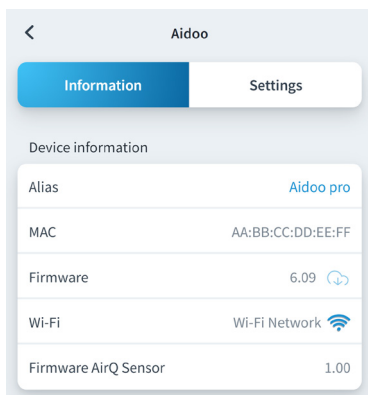 Aidoo
Information Settings
Device information
Alias Aidoo pro
MAC AA:BB:CC:DD:EE:FF
Firmware 6.09
Wi-Fi Wi-Fi Network
Firmware AirQ Sensor 1.00